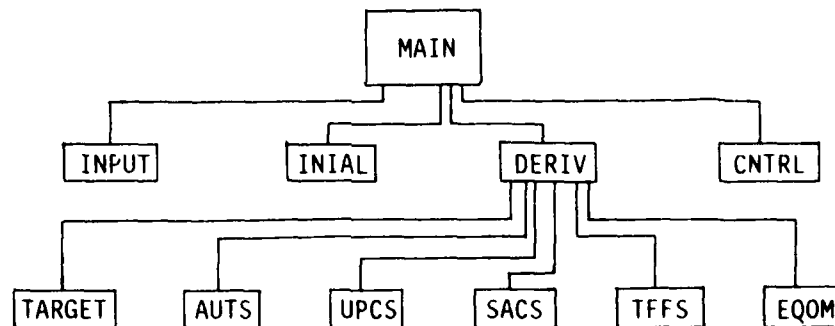 MAIN
INPUT INIAL DERIV CNTRL
TARGET AUTS UPCS SACS TFFS EQOM